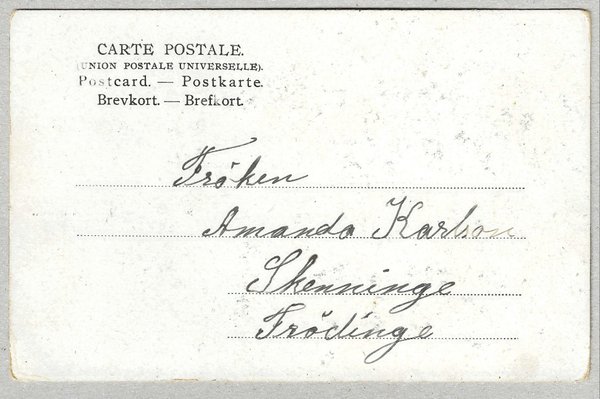 CARTE POSTALE.
(UNION POSTALE UNIVERSELLE).
Postcard. — Postkarte.
Brevkort. — Brefkort.
Fröken
Amanda Karlson
Skenninge
Frödinge